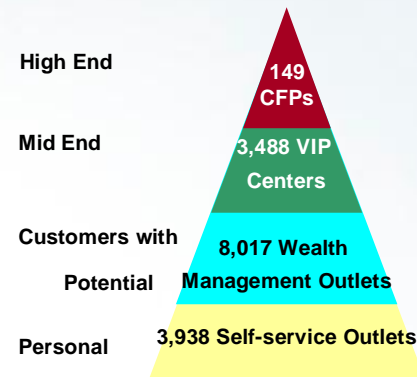 High End
149
CFPs
Mid End
3,488 VIP
Centers
Customers with
Potential
8,017 Wealth
Management Outlets
Personal
3,938 Self-service Outlets